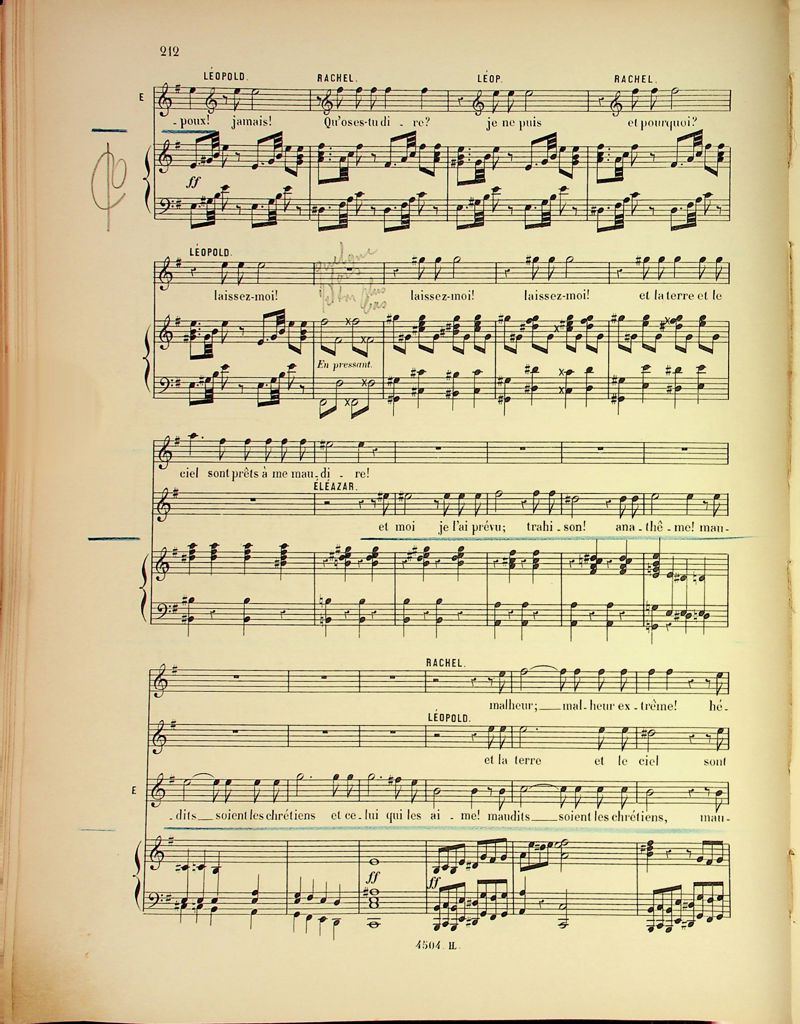 212
LÉOPOLD. RACHEL. LÉOP. RACHEL.
E
- poux! jamais! Qu'oses-tu di - re? je ne puis et pourquoi?
ff
LÉOPOLD.
quelque
fois
plus
bas
laissez-moi! laissez-moi! laissez-moi! et la terre et le
En pressant.
ciel sont prêts à me mau - di - re!
ÉLÉAZAR.
et moi je l'ai prévu; trahi - son! ana - thê - me! mau-
RACHEL.
malheur; mal - heur ex - trême! hé-
LÉOPOLD.
et la terre et le ciel sont
E
- dits soient les chrétiens et ce - lui qui les ai - me! maudits soient les chrétiens, mau-
ff ff
4504. H.